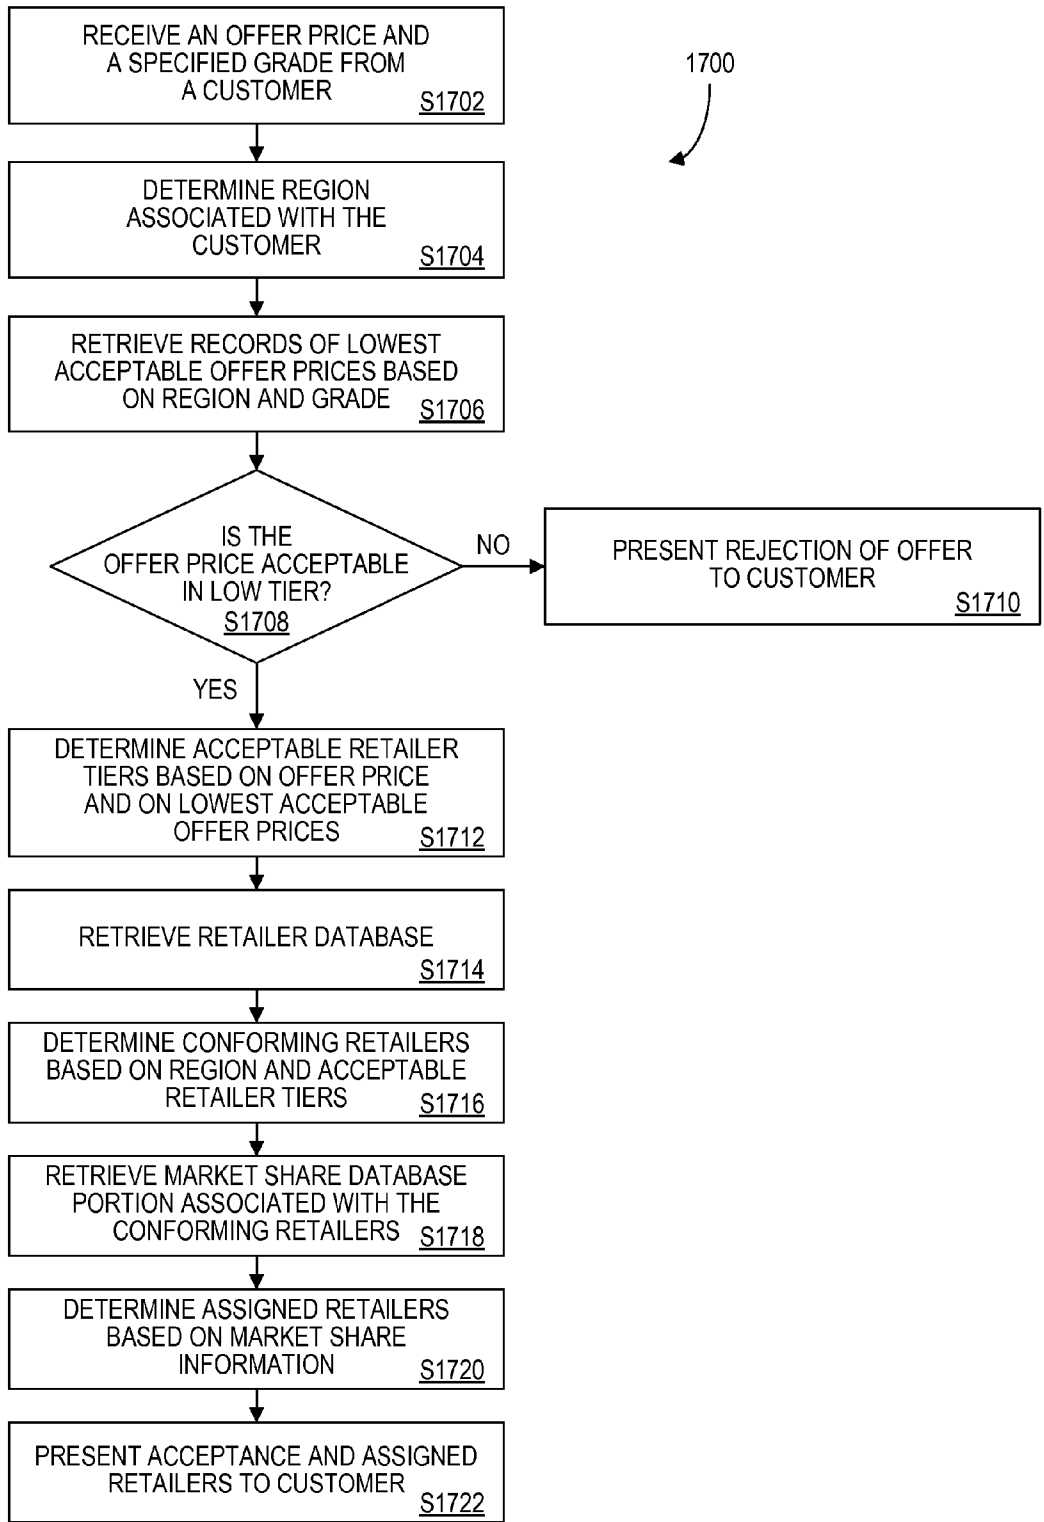 RECEIVE AN OFFER PRICE AND
A SPECIFIED GRADE FROM
A CUSTOMER
S1702
1700
DETERMINE REGION
ASSOCIATED WITH THE
CUSTOMER
S1704
RETRIEVE RECORDS OF LOWEST
ACCEPTABLE OFFER PRICES BASED
ON REGION AND GRADE
S1706
IS THE
OFFER PRICE ACCEPTABLE
IN LOW TIER?
S1708
NO
PRESENT REJECTION OF OFFER
TO CUSTOMER
S1710
YES
DETERMINE ACCEPTABLE RETAILER
TIERS BASED ON OFFER PRICE
AND ON LOWEST ACCEPTABLE
OFFER PRICES
S1712
RETRIEVE RETAILER DATABASE
S1714
DETERMINE CONFORMING RETAILERS
BASED ON REGION AND ACCEPTABLE
RETAILER TIERS
S1716
RETRIEVE MARKET SHARE DATABASE
PORTION ASSOCIATED WITH THE
CONFORMING RETAILERS
S1718
DETERMINE ASSIGNED RETAILERS
BASED ON MARKET SHARE
INFORMATION
S1720
PRESENT ACCEPTANCE AND ASSIGNED
RETAILERS TO CUSTOMER
S1722